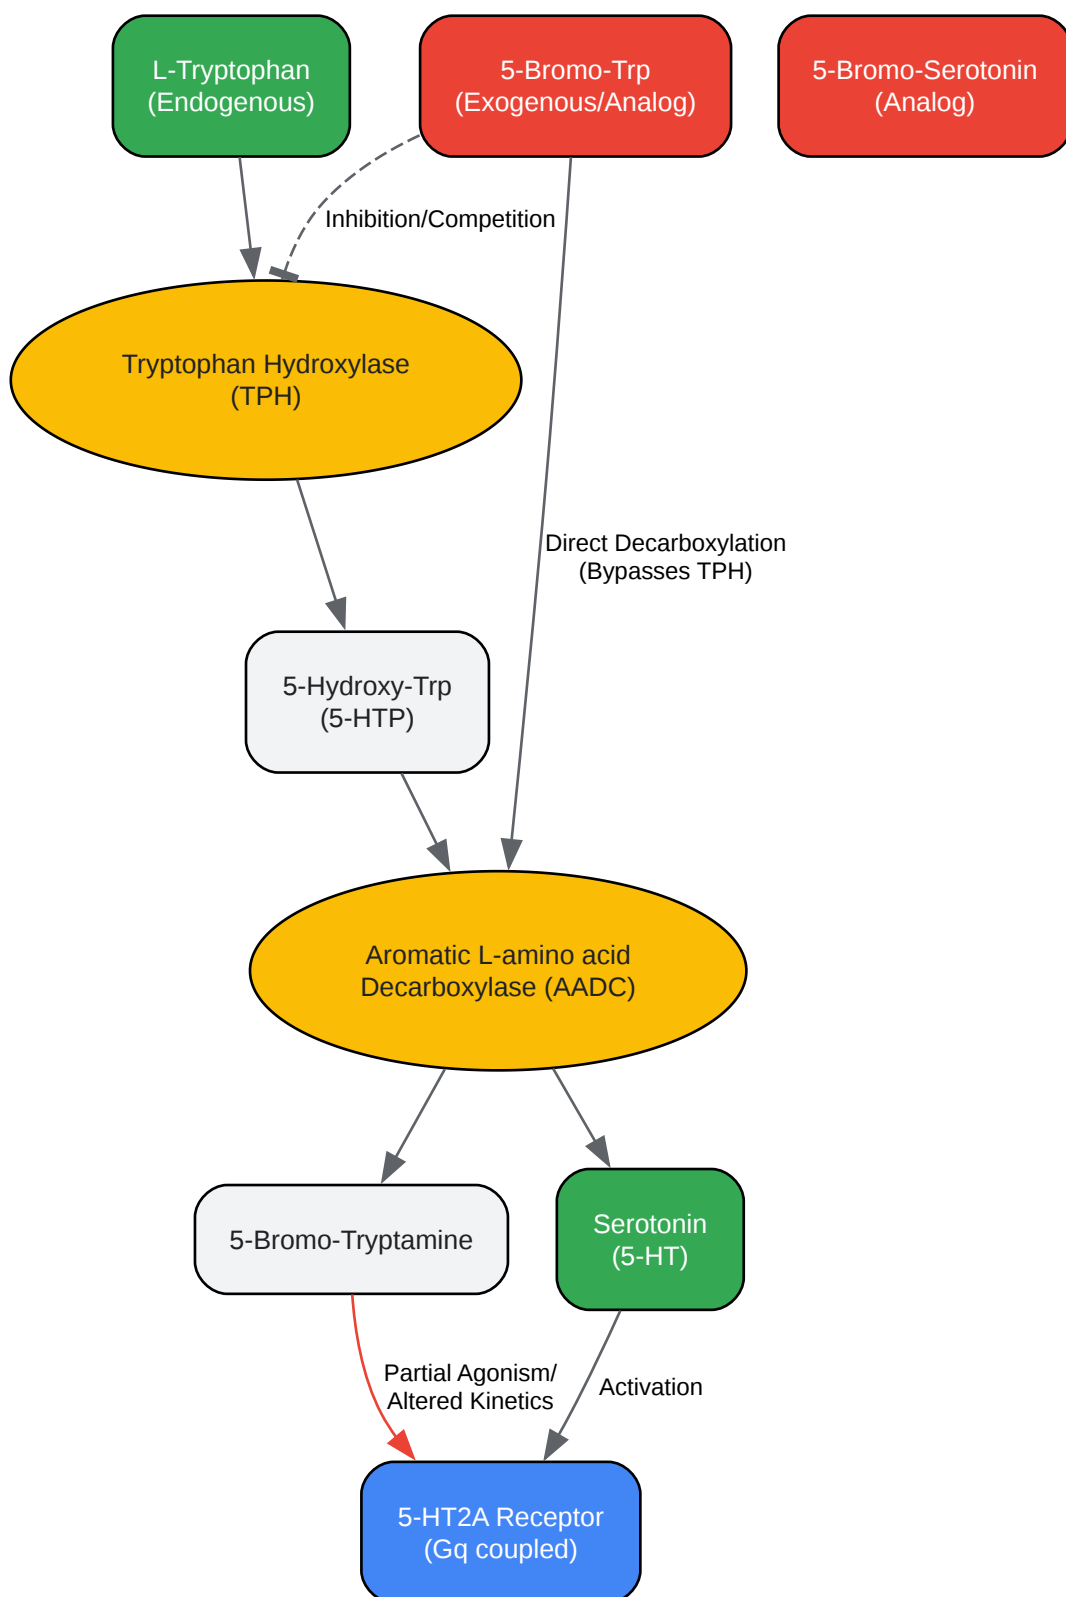 L-Tryptophan
(Endogenous)
5-Bromo-Trp
(Exogenous/Analog)
5-Bromo-Serotonin
(Analog)
Inhibition/Competition
Tryptophan Hydroxylase
(TPH)
Direct Decarboxylation
(Bypasses TPH)
5-Hydroxy-Trp
(5-HTP)
Aromatic L-amino acid
Decarboxylase (AADC)
5-Bromo-Tryptamine
Serotonin
(5-HT)
Partial Agonism/
Altered Kinetics
Activation
5-HT2A Receptor
(Gq coupled)